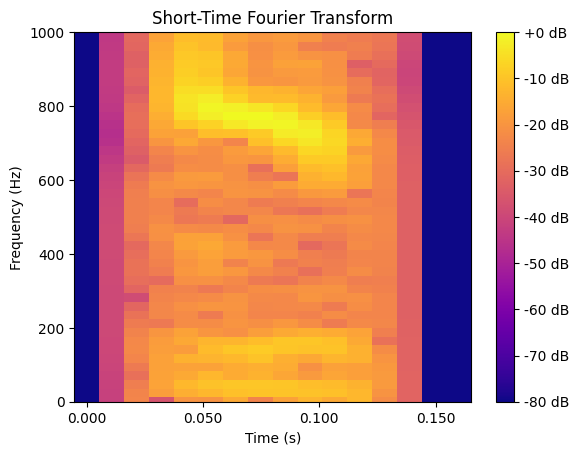 Short-Time Fourier Transform
1000
800
600
400
200
0
Frequency (Hz)
0.000
0.050
0.100
0.150
Time (s)
+0 dB
-10 dB
-20 dB
-30 dB
-40 dB
-50 dB
-60 dB
-70 dB
-80 dB